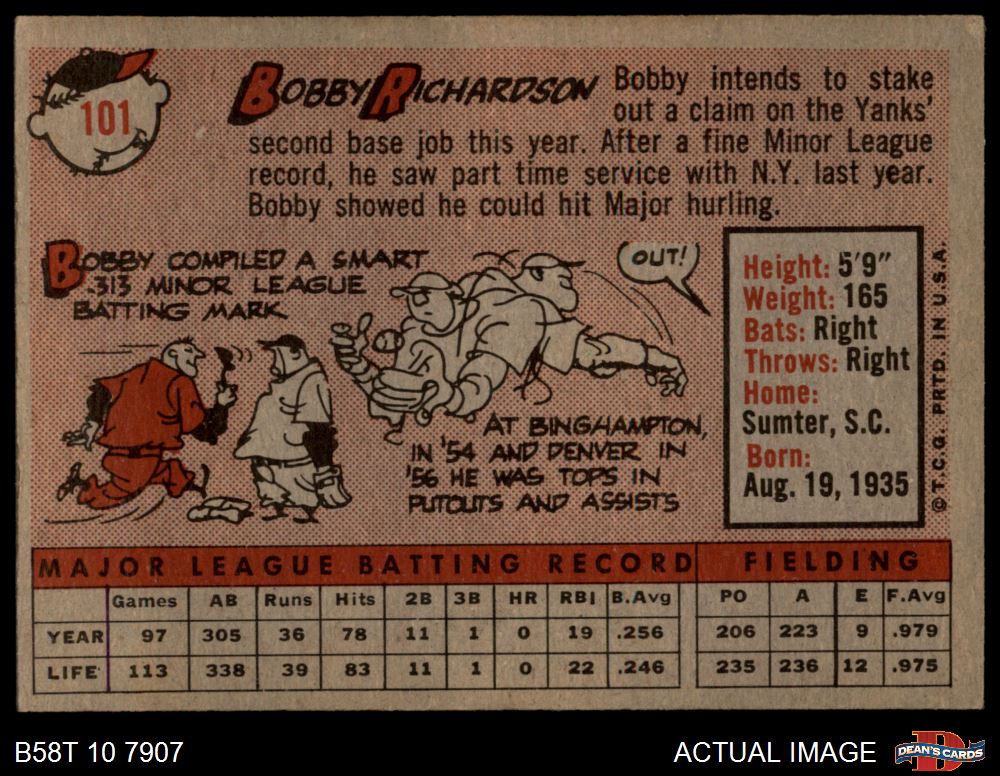 101
BOBBY RICHARDSON
Bobby intends to stake
out a claim on the Yanks'
second base job this year. After a fine Minor League
record, he saw part time service with N.Y. last year.
Bobby showed he could hit Major hurling.
BOBBY COMPILED A SMART
.313 MINOR LEAGUE
BATTING MARK
OUT!
AT BINGHAMPTON,
IN '54 AND DENVER IN
'56 HE WAS TOPS IN
PUTOUTS AND ASSISTS
Height: 5'9"
Weight: 165
Bats: Right
Throws: Right
Home:
Sumter, S.C.
Born:
Aug. 19, 1935
© T.C.G. PRTD. IN U.S.A.
MAJOR LEAGUE BATTING RECORD FIELDING
Games AB Runs Hits 2B 3B HR RBI B.Avg PO A E F.Avg
YEAR 97 305 36 78 11 1 0 19 .256 206 223 9 .979
LIFE 113 338 39 83 11 1 0 22 .246 235 236 12 .975
B58T 10 7907
ACTUAL IMAGE
DEAN'S CARDS